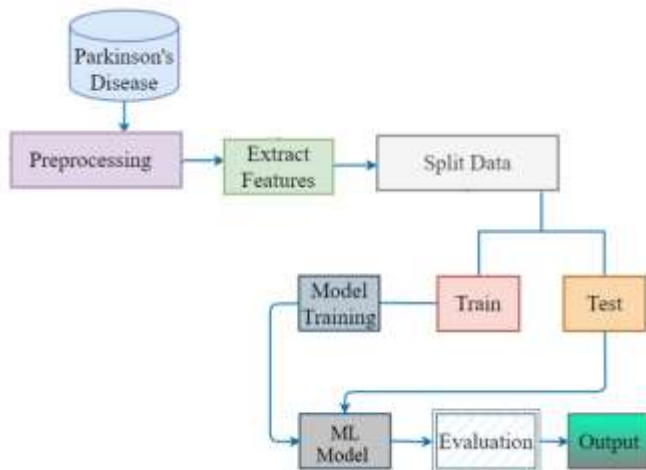 Parkinson's
Disease
Preprocessing
Extract
Features
Split Data
Model
Training
Train
Test
ML
Model
Evaluation
Output